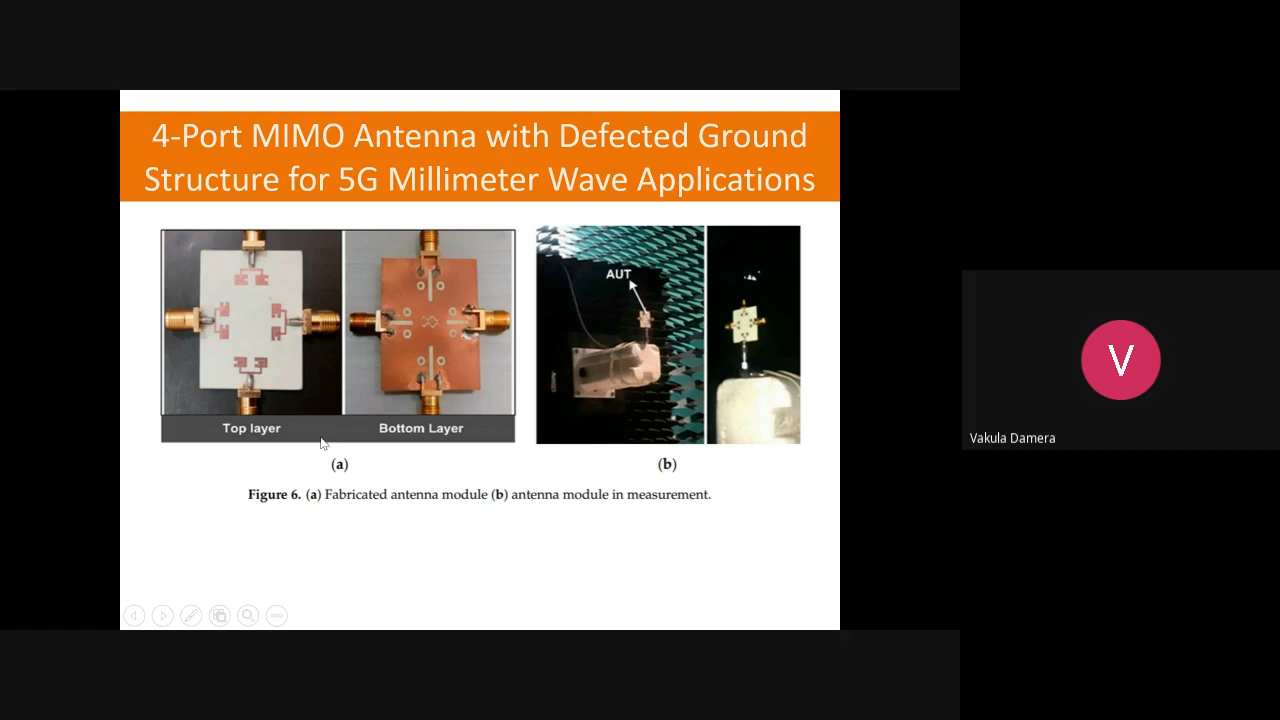 4-Port MIMO Antenna with Defected Ground
Structure for 5G Millimeter Wave Applications
AUT
Top layer
Bottom Layer
(a)
(b)
Figure 6. (a) Fabricated antenna module (b) antenna module in measurement.
V
Vakula Damera